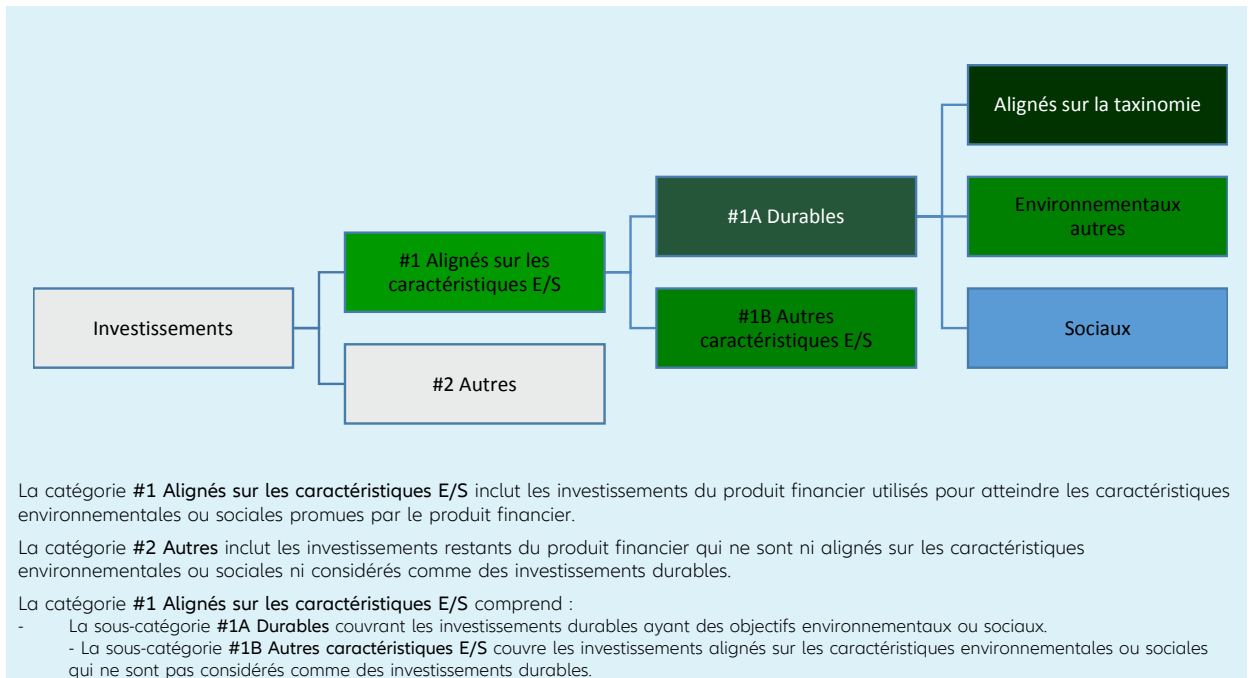 Alignés sur la taxinomie
#1A Durables
Environnementaux
autres
#1 Alignés sur les
caractéristiques E/S
Investissements
#1B Autres
caractéristiques E/S
Sociaux
#2 Autres
La catégorie #1 Alignés sur les caractéristiques E/S inclut les investissements du produit financier utilisés pour atteindre les caractéristiques
environnementales ou sociales promues par le produit financier.
La catégorie #2 Autres inclut les investissements restants du produit financier qui ne sont ni alignés sur les caractéristiques
environnementales ou sociales ni considérés comme des investissements durables.
La catégorie #1 Alignés sur les caractéristiques E/S comprend :
- La sous-catégorie #1A Durables couvrant les investissements durables ayant des objectifs environnementaux ou sociaux.
- La sous-catégorie #1B Autres caractéristiques E/S couvre les investissements alignés sur les caractéristiques environnementales ou sociales
qui ne sont pas considérés comme des investissements durables.